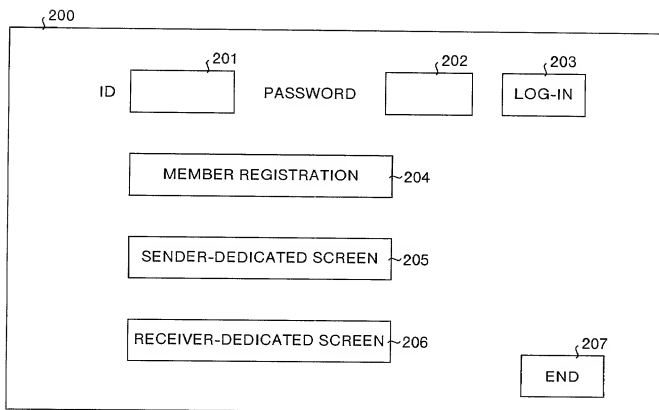 200
201
202
203
ID
PASSWORD
LOG-IN
MEMBER REGISTRATION
204
SENDER-DEDICATED SCREEN
205
RECEIVER-DEDICATED SCREEN
206
207
END